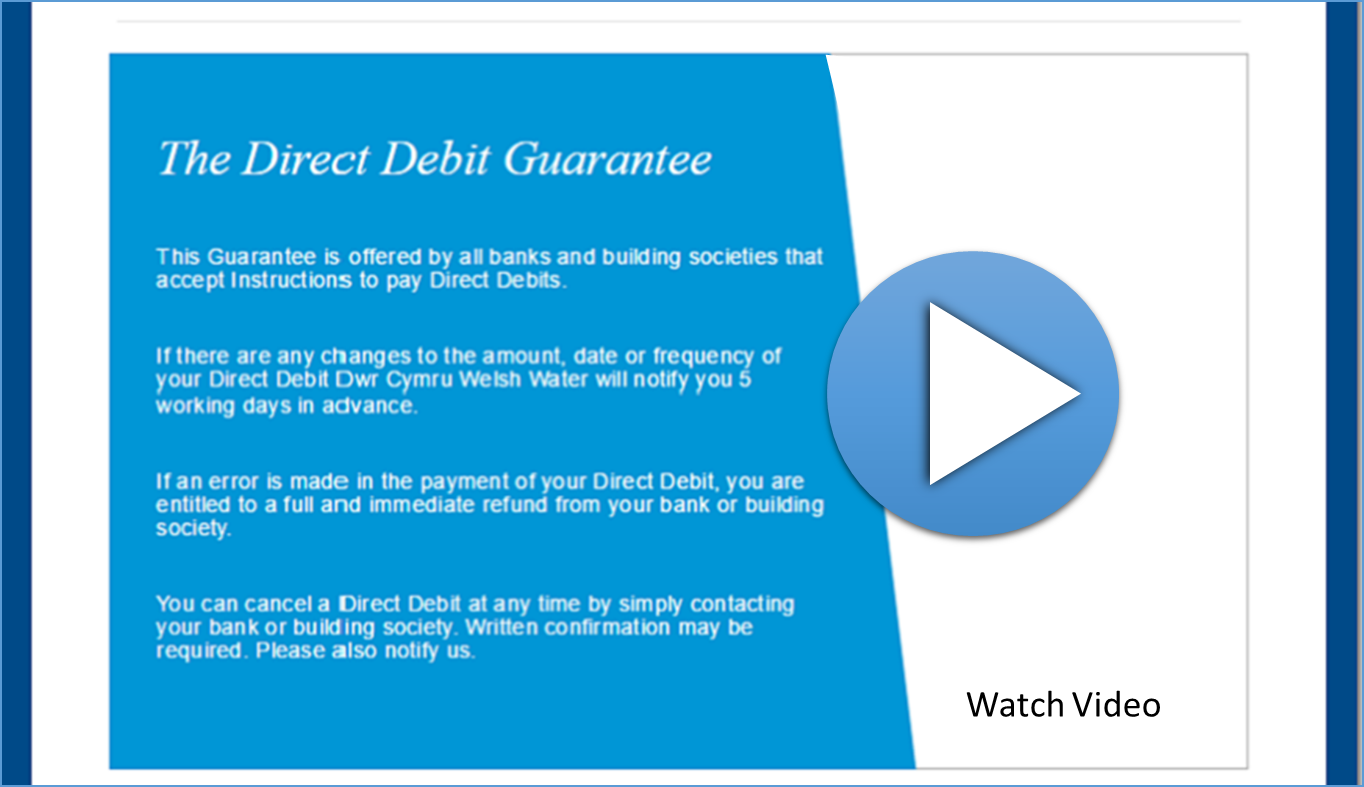 The Direct Debit Guarantee
This Guarantee is offered by all banks and building societies that
accept Instructions to pay Direct Debits.
If there are any changes to the amount, date or frequency of
your Direct Debit Dwr Cymru Welsh Water will notify you 5
working days in advance.
If an error is made in the payment of your Direct Debit, you are
entitled to a full and immediate refund from your bank or building
society.
You can cancel a Direct Debit at any time by simply contacting
your bank or building society. Written confirmation may be
required. Please also notify us.
Watch Video